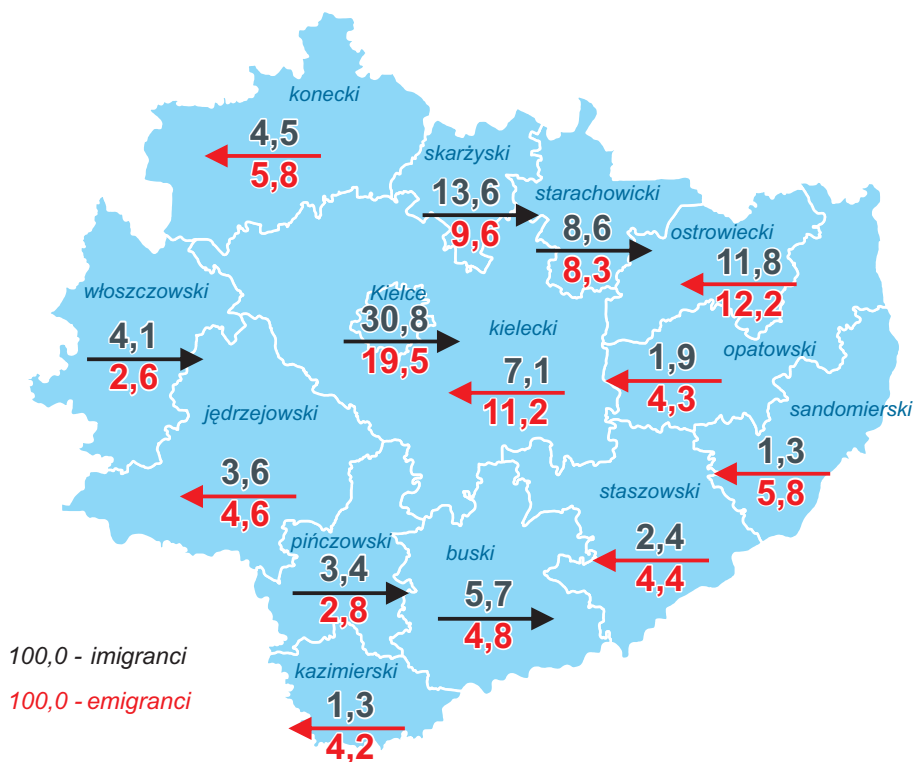 konecki
4,5
5,8
skarżyski
13,6
9,6
starachowicki
8,6
8,3
ostrowiecki
11,8
12,2
włoszczowski
4,1
2,6
Kielce
30,8
19,5
kielecki
7,1
11,2
opatowski
1,9
4,3
sandomierski
1,3
5,8
jędrzejowski
3,6
4,6
staszowski
2,4
4,4
pińczowski
3,4
2,8
buski
5,7
4,8
kazimierski
1,3
4,2
100,0 - imigranci
100,0 - emigranci